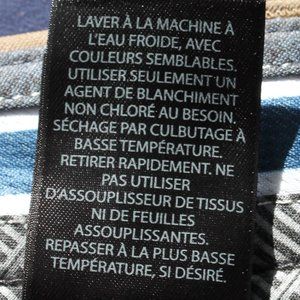 LAVER À LA MACHINE À
L'EAU FROIDE, AVEC
COULEURS SEMBLABLES.
UTILISER.SEULEMENT UN
AGENT DE BLANCHIMENT
NON CHLORÉ AU BESOIN.
SÉCHAGE PAR CULBUTAGE À
BASSE TEMPÉRATURE.
RETIRER RAPIDEMENT. NE
PAS UTILISER
D'ASSOUPLISSEUR DE TISSUS
NI DE FEUILLES
ASSOUPLISSANTES.
REPASSER À LA PLUS BASSE
TEMPÉRATURE, SI DÉSIRÉ.